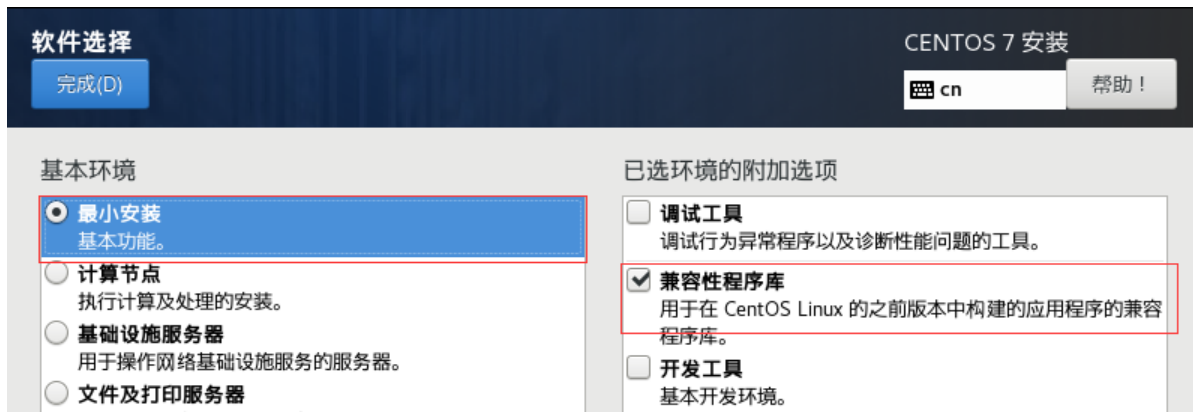 软件选择
CENTOS 7 安装
完成(D)
cn
帮助！
基本环境
已选环境的附加选项
最小安装
基本功能。
计算节点
执行计算及处理的安装。
基础设施服务器
用于操作网络基础设施服务的服务器。
文件及打印服务器
调试工具
调试行为异常程序以及诊断性能问题的工具。
兼容性程序库
用于在 CentOS Linux 的之前版本中构建的应用程序的兼容
程序库。
开发工具
基本开发环境。